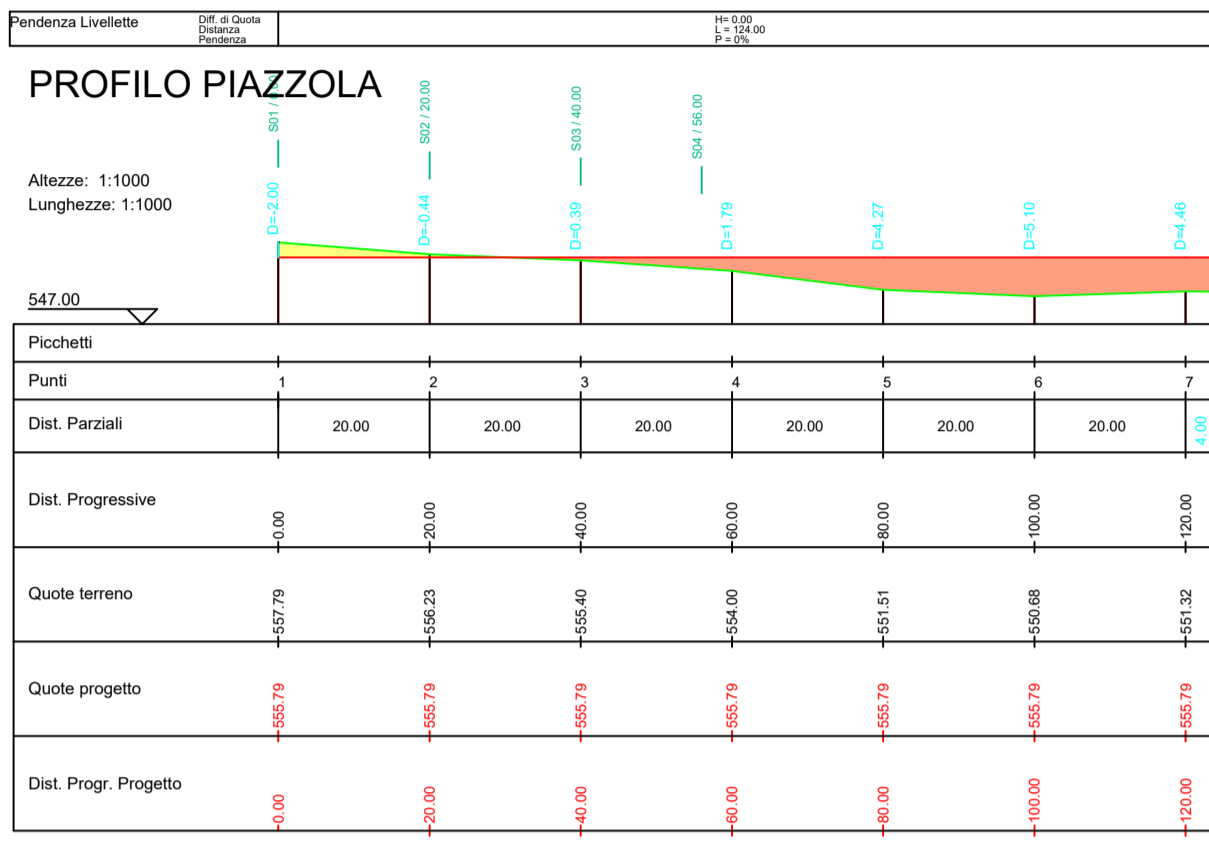 Pendenza Livellette
Diff. di Quota
Distanza
Pendenza
H= 0.00
L = 124.00
P = 0%
PROFILO PIAZZOLA
S01 /
S02 / 20.00
S03 / 40.00
S04 / 56.00
Altezze: 1:1000
Lunghezze: 1:1000
D=-2.00
D=-0.44
D=0.39
D=1.79
D=4.27
D=5.10
D=4.46
547.00
Picchetti
Punti 1 2 3 4 5 6 7
Dist. Parziali 20.00 20.00 20.00 20.00 20.00 20.00 4.00
Dist. Progressive 0.00 20.00 40.00 60.00 80.00 100.00 120.00
Quote terreno 557.79 556.23 555.40 554.00 551.51 550.68 551.32
Quote progetto 555.79 555.79 555.79 555.79 555.79 555.79 555.79
Dist. Progr. Progetto 0.00 20.00 40.00 60.00 80.00 100.00 120.00